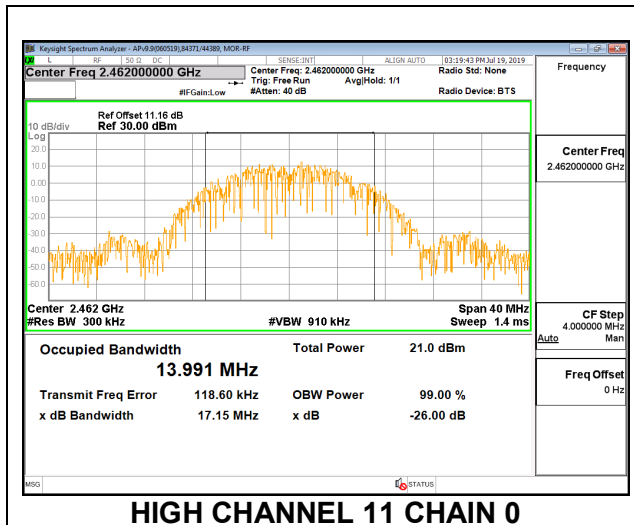 Keysight Spectrum Analyzer - APv9.9(060519),84371/44389, MOR-RF
L RF 50 Ω DC SENSE:INT ALIGN AUTO 03:19:43 PM Jul 19, 2019
Center Freq 2.462000000 GHz
Center Freq: 2.462000000 GHz
Radio Std: None
Trig: Free Run Avg|Hold: 1/1
#IFGain:Low #Atten: 40 dB Radio Device: BTS
Frequency
Ref Offset 11.16 dB
10 dB/div Ref 30.00 dBm
Log
20.0
10.0
0.00
-10.0
-20.0
-30.0
-40.0
-50.0
-60.0
Center 2.462 GHz Span 40 MHz
#Res BW 300 kHz #VBW 910 kHz Sweep 1.4 ms
Center Freq
2.462000000 GHz
CF Step
4.000000 MHz
Auto Man
Freq Offset
0 Hz
Occupied Bandwidth Total Power 21.0 dBm
13.991 MHz
Transmit Freq Error 118.60 kHz OBW Power 99.00 %
x dB Bandwidth 17.15 MHz x dB -26.00 dB
MSG STATUS
HIGH CHANNEL 11 CHAIN 0